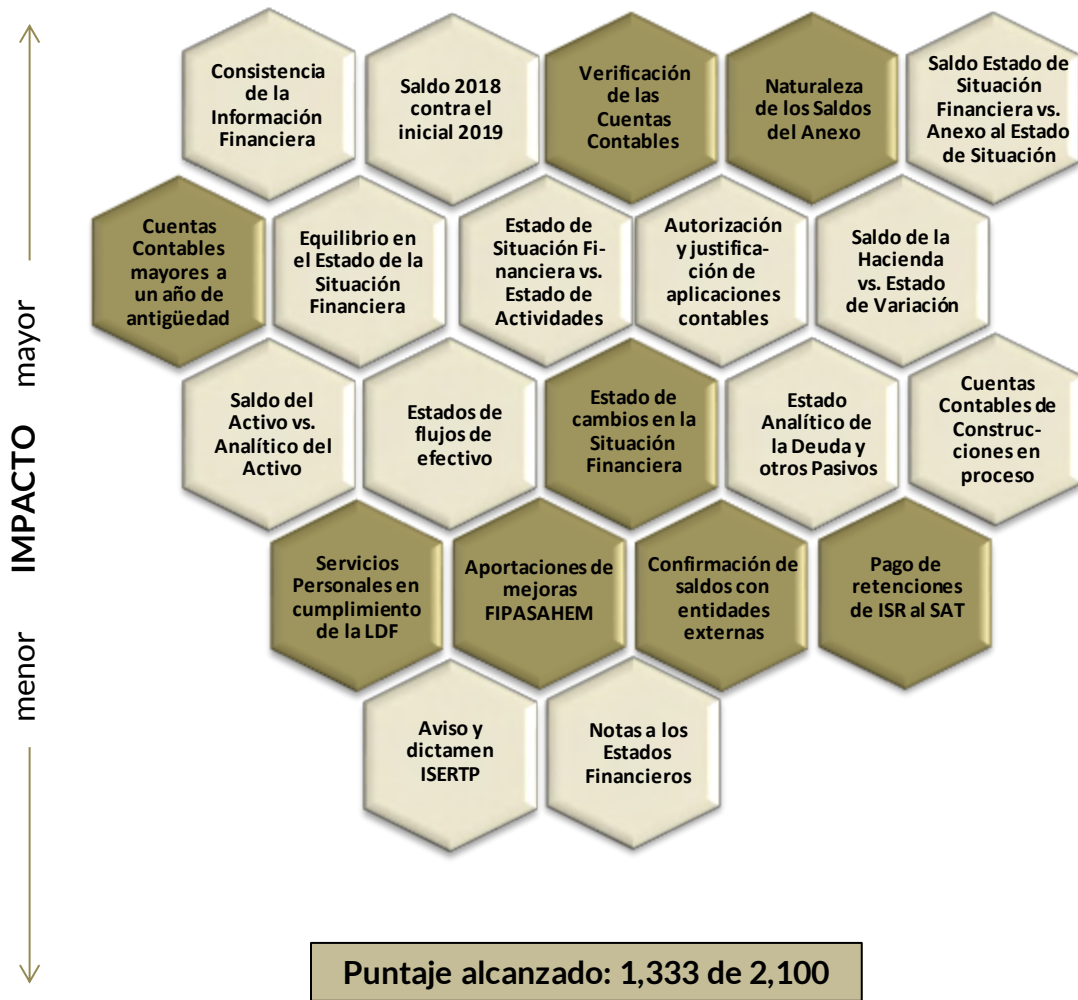 Consistencia
de la
Información
Financiera
Saldo 2018
contra el
inicial 2019
Verificación
de las
Cuentas
Contables
Naturaleza
de los Saldos
del Anexo
Saldo Estado de
Situación
Financiera vs.
Anexo al Estado
de Situación
Cuentas
Contables
mayores a
un año de
antigüedad
Equilibrio en
el Estado de la
Situación
Financiera
Estado de
Situación Fi-
nanciera vs.
Estado de
Actividades
Autorización
y justifica-
ción de
aplicaciones
contables
Saldo de la
Hacienda
vs. Estado
de Variación
Saldo del
Activo vs.
Analítico del
Activo
Estados de
flujos de
efectivo
Estado de
cambios en la
Situación
Financiera
Estado
Analítico de
la Deuda y
otros Pasivos
Cuentas
Contables de
Construc-
ciones en
proceso
Servicios
Personales en
cumplimiento
de la LDF
Aportaciones de
mejoras
FIPASAHEM
Confirmación de
saldos con
entidades
externas
Pago de
retenciones
de ISR al SAT
Aviso y
dictamen
ISERTP
Notas a los
Estados
Financieros
menor IMPACTO mayor
Puntaje alcanzado: 1,333 de 2,100